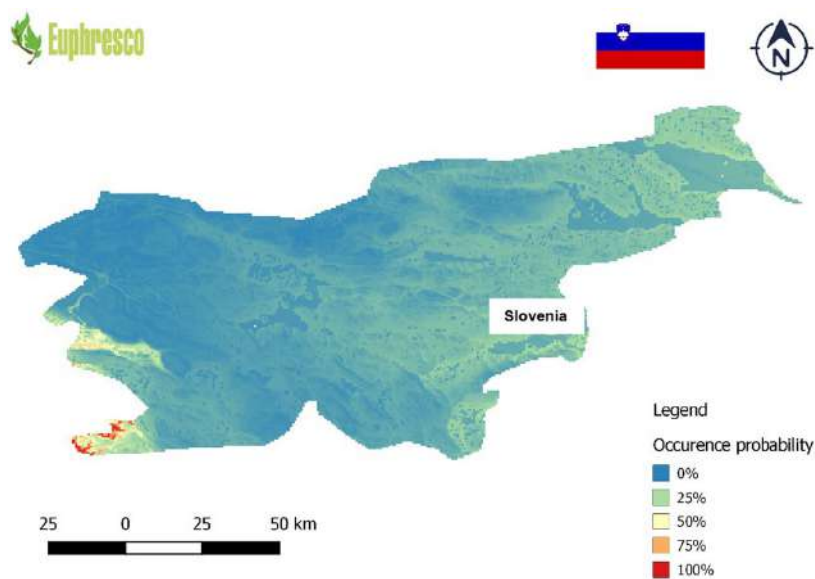 Euphresco
N
Slovenia
Legend
Occurence probability
0%
25%
50%
75%
100%
25 0 25 50 km